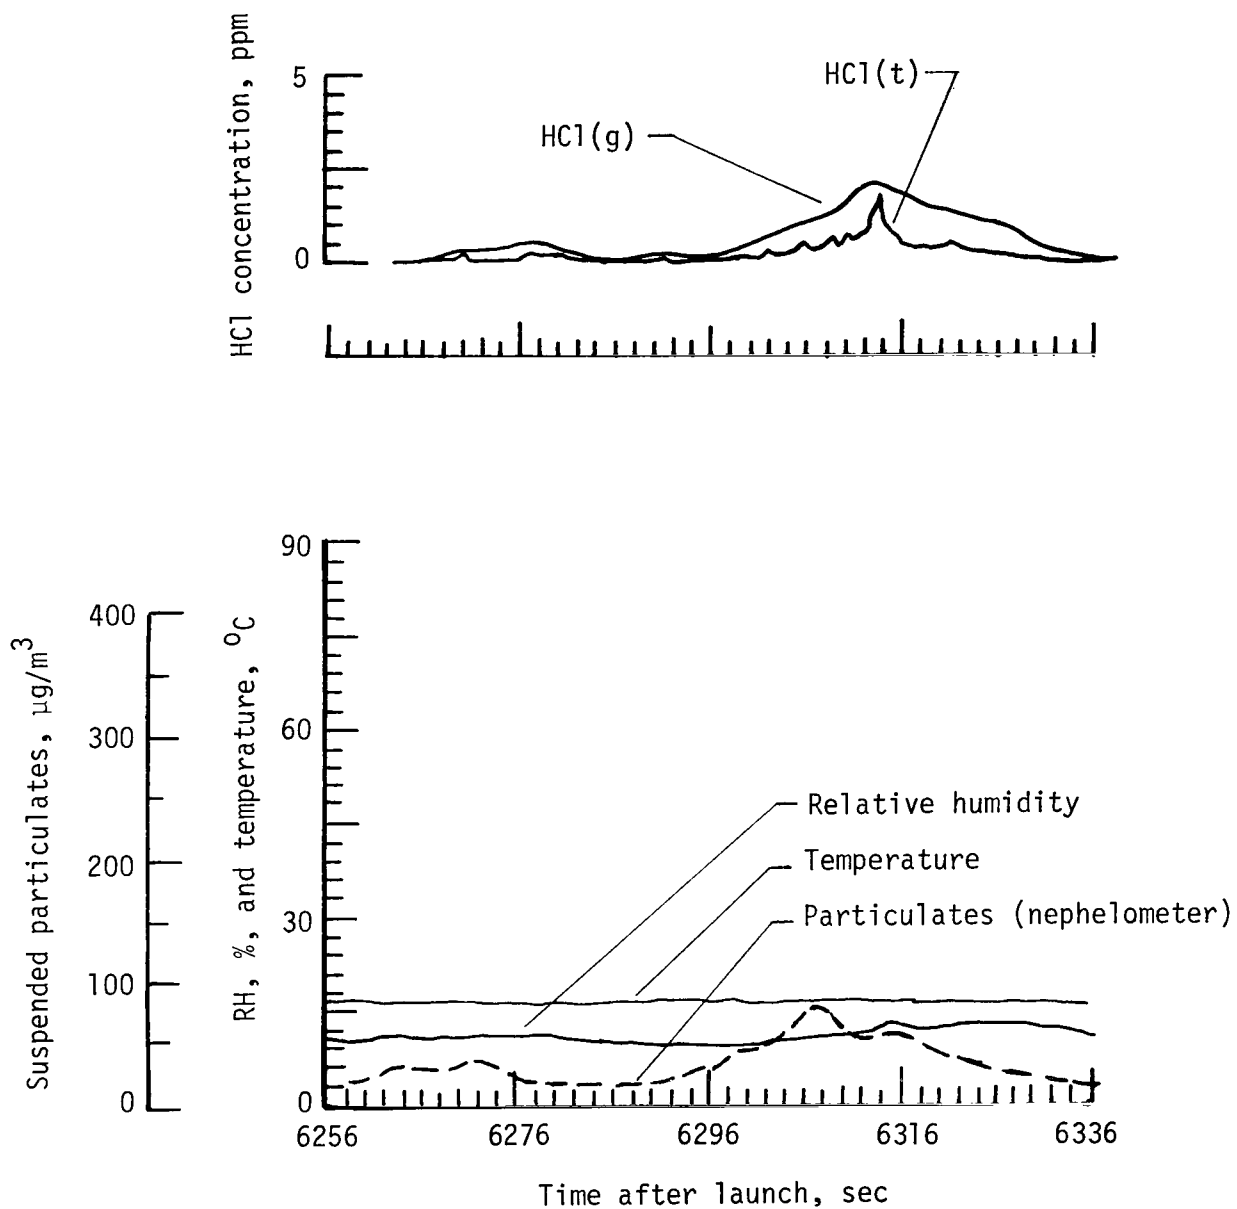 HCl concentration, ppm
5
0
HCl(t)
HCl(g)
Suspended particulates, µg/m3
400
300
200
100
0
RH, %, and temperature, °C
90
60
30
0
Relative humidity
Temperature
Particulates (nephelometer)
6256 6276 6296 6316 6336
Time after launch, sec